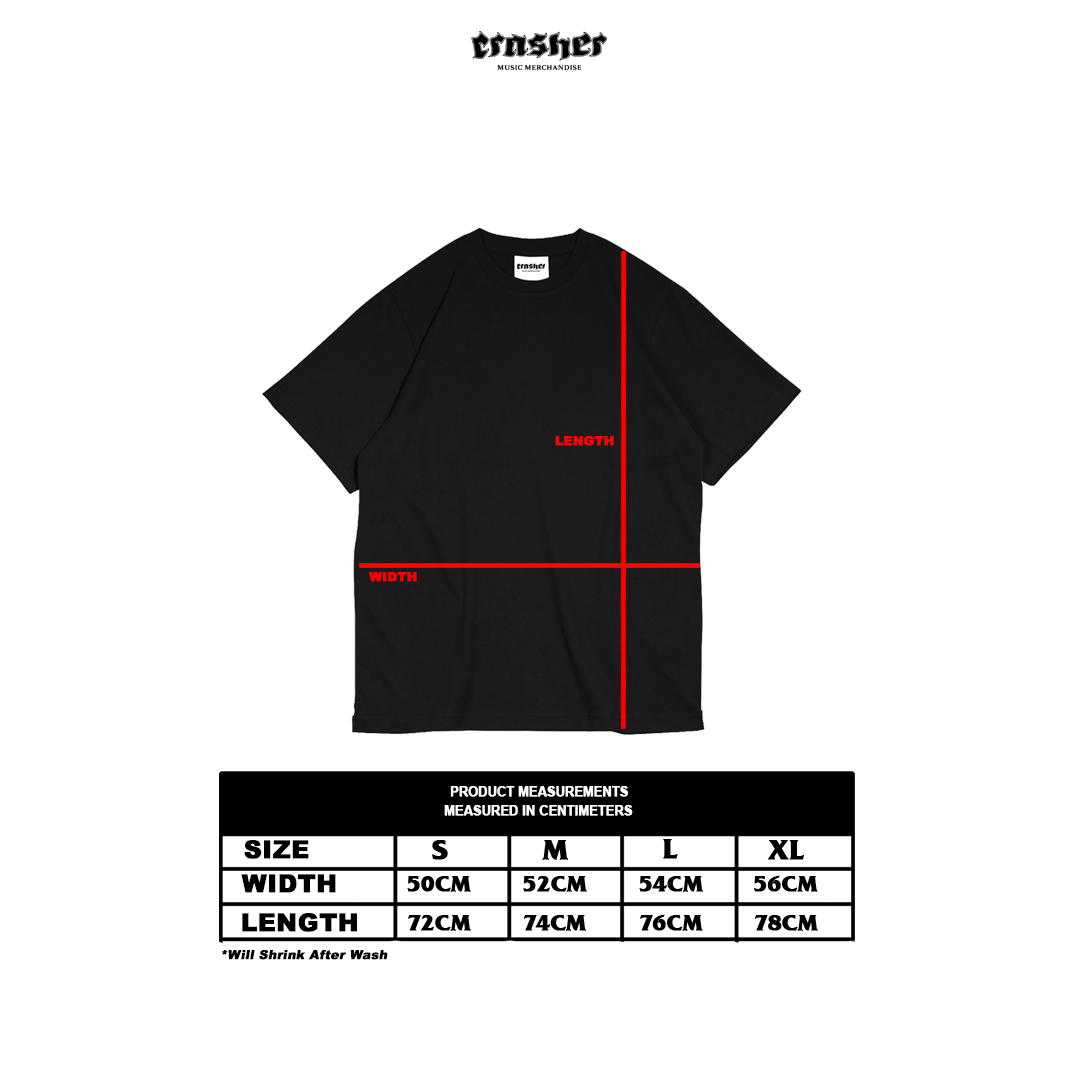 crasher
MUSIC MERCHANDISE
crasher
LENGTH
WIDTH
PRODUCT MEASUREMENTS
MEASURED IN CENTIMETERS
SIZE S M L XL
WIDTH 50CM 52CM 54CM 56CM
LENGTH 72CM 74CM 76CM 78CM
*Will Shrink After Wash